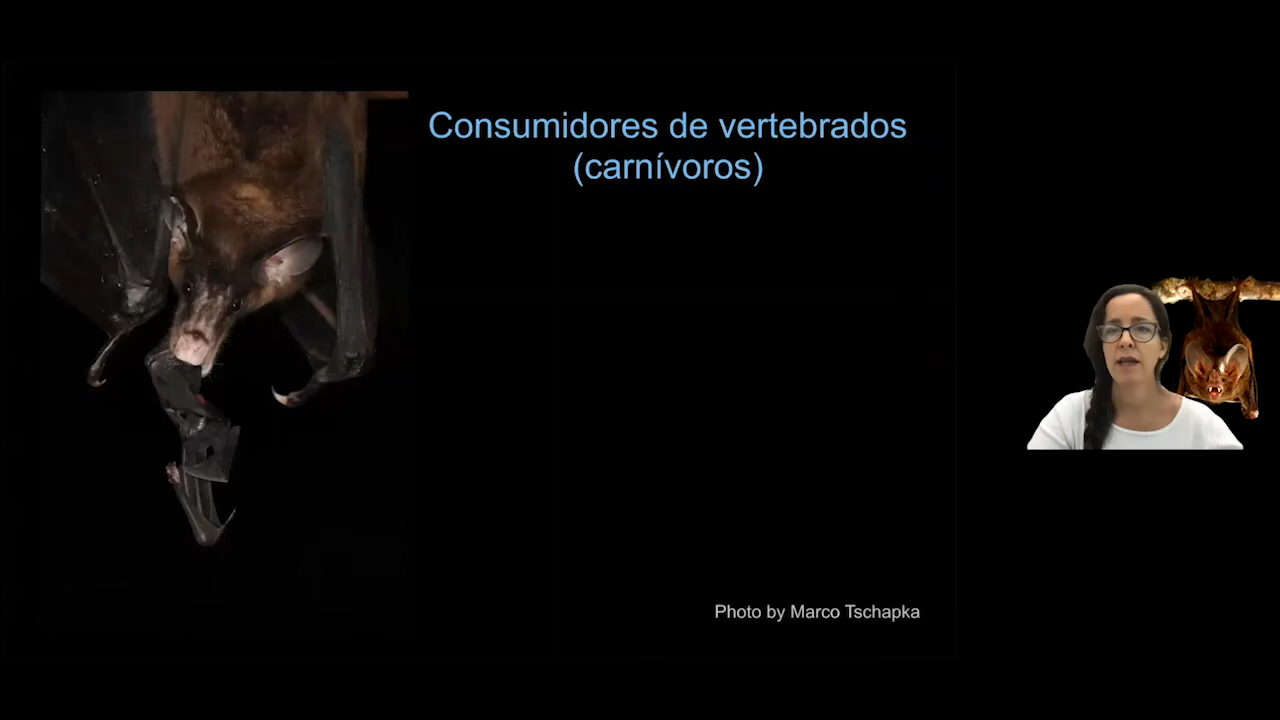 Consumidores de vertebrados
(carnívoros)
Photo by Marco Tschapka